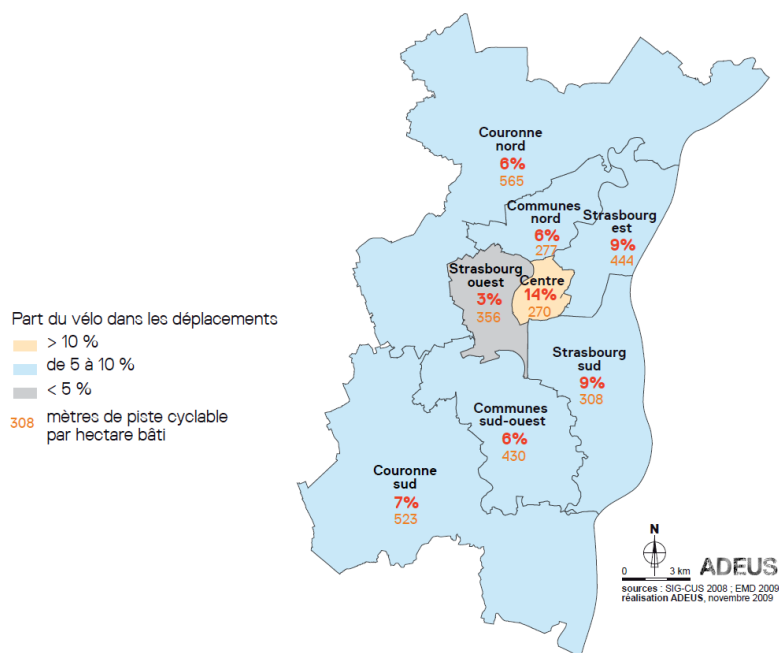 Couronne
nord
6%
565
Communes
nord
6%
277
Strasbourg
est
9%
444
Strasbourg
ouest
3%
356
Centre
14%
270
Part du vélo dans les déplacements
> 10 %
de 5 à 10 %
< 5 %
308 mètres de piste cyclable
par hectare bâti
Strasbourg
sud
9%
308
Communes
sud-ouest
6%
430
Couronne
sud
7%
523
N
0 3 km
ADEUS
sources : SIG-CUS 2008 ; EMD 2009
réalisation ADEUS, novembre 2009